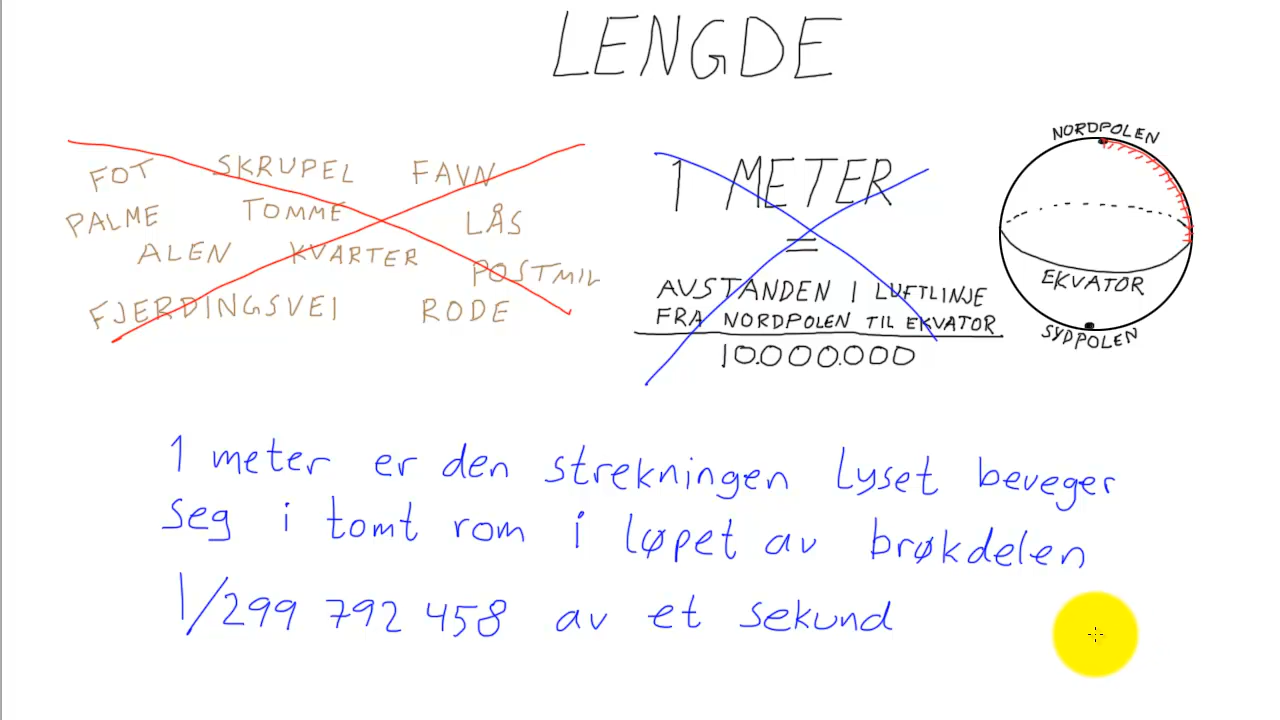 LENGDE
FOT SKRUPEL FAVN
PALME TOMME LÅS
ALEN KVARTER
POSTMIL
FJERDINGSVEI RODE
1 METER
=
AVSTANDEN I LUFTLINJE
FRA NORDPOLEN TIL EKVATOR
10.000.000
NORDPOLEN
EKVATOR
SYDPOLEN
1 meter er den strekningen lyset beveger
seg i tomt rom i løpet av brøkdelen
1/299 792 458 av et sekund